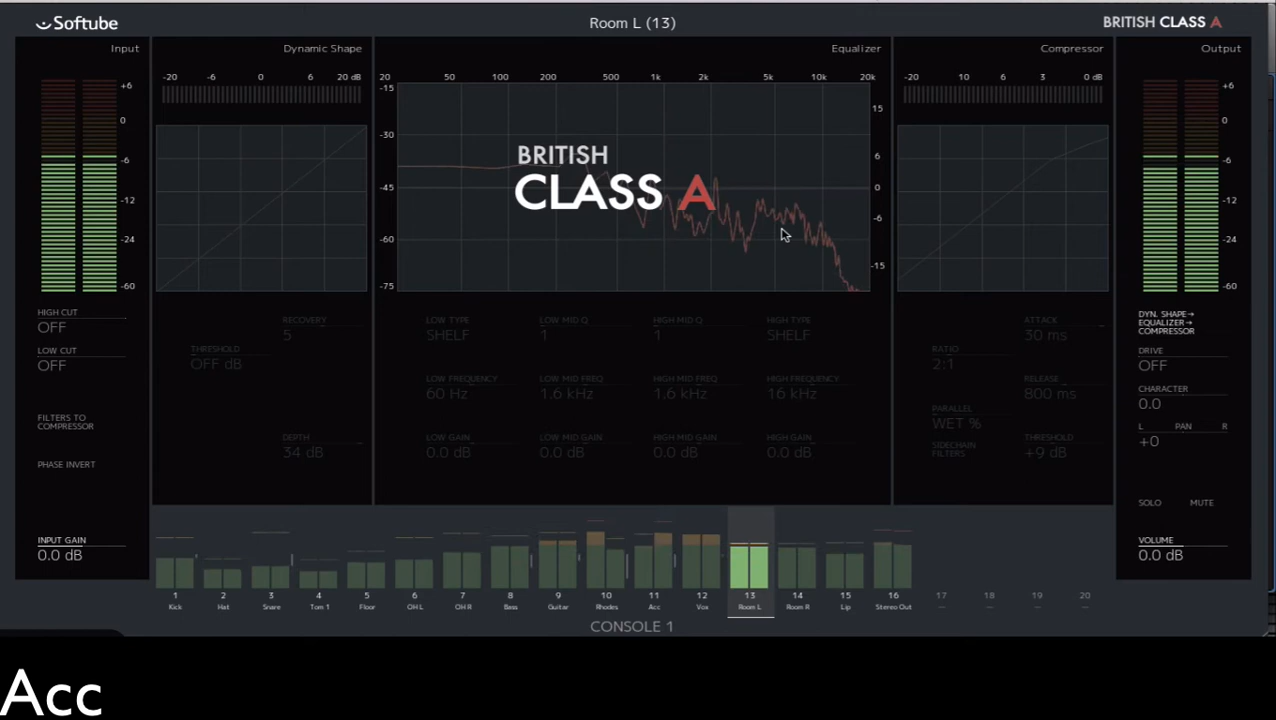 Softube
Room L (13)
BRITISH CLASS A
Input
Dynamic Shape
Equalizer
Compressor
Output
-20 -6 0 6 20 dB
20 50 100 200 500 1k 2k 5k 10k 20k
-20 10 6 3 0 dB
+6
0
-6
-12
-24
-60
-15
-30
-45
-60
-75
15
6
0
-6
-15
+6
0
-6
-12
-24
-60
BRITISH
CLASS A
HIGH CUT
OFF
LOW CUT
OFF
FILTERS TO
COMPRESSOR
PHASE INVERT
INPUT GAIN
0.0 dB
RECOVERY
5
THRESHOLD
OFF dB
DEPTH
34 dB
LOW TYPE LOW MID Q HIGH MID Q HIGH TYPE
SHELF 1 1 SHELF
LOW FREQUENCY LOW MID FREQ HIGH MID FREQ HIGH FREQUENCY
60 Hz 1.6 kHz 1.6 kHz 16 kHz
LOW GAIN LOW MID GAIN HIGH MID GAIN HIGH GAIN
0.0 dB 0.0 dB 0.0 dB 0.0 dB
ATTACK
30 ms
RATIO
2:1
RELEASE
800 ms
PARALLEL
WET %
SIDECHAIN
FILTERS
THRESHOLD
+9 dB
DYN. SHAPE→
EQUALIZER→
COMPRESSOR
DRIVE
OFF
CHARACTER
0.0
L PAN R
+0
SOLO MUTE
VOLUME
0.0 dB
1 2 3 4 5 6 7 8 9 10 11 12 13 14 15 16 17 18 19 20
Kick Hat Snare Tom 1 Floor OH L OH R Bass Guitar Rhodes Acc Vox Room L Room R Lip Stereo Out — — — —
CONSOLE 1
Acc